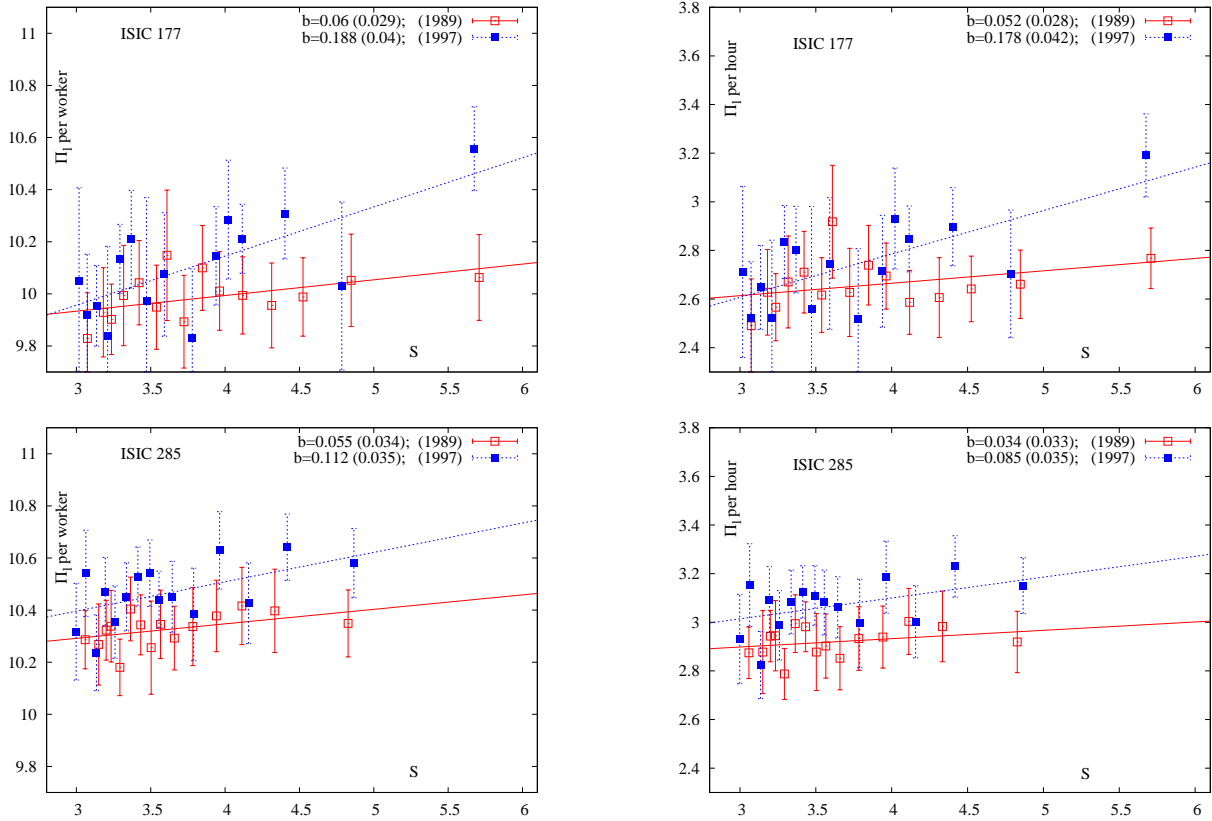 b=0.06 (0.029);   (1989)
b=0.188 (0.04);   (1997)
ISIC 177
Π_l per worker
11
10.8
10.6
10.4
10.2
10
9.8
S
3 3.5 4 4.5 5 5.5 6
b=0.052 (0.028);   (1989)
b=0.178 (0.042);   (1997)
ISIC 177
Π_l per hour
3.8
3.6
3.4
3.2
3
2.8
2.6
2.4
S
3 3.5 4 4.5 5 5.5 6
b=0.055 (0.034);   (1989)
b=0.112 (0.035);   (1997)
ISIC 285
Π_l per worker
11
10.8
10.6
10.4
10.2
10
9.8
S
3 3.5 4 4.5 5 5.5 6
b=0.034 (0.033);   (1989)
b=0.085 (0.035);   (1997)
ISIC 285
Π_l per hour
3.8
3.6
3.4
3.2
3
2.8
2.6
2.4
S
3 3.5 4 4.5 5 5.5 6